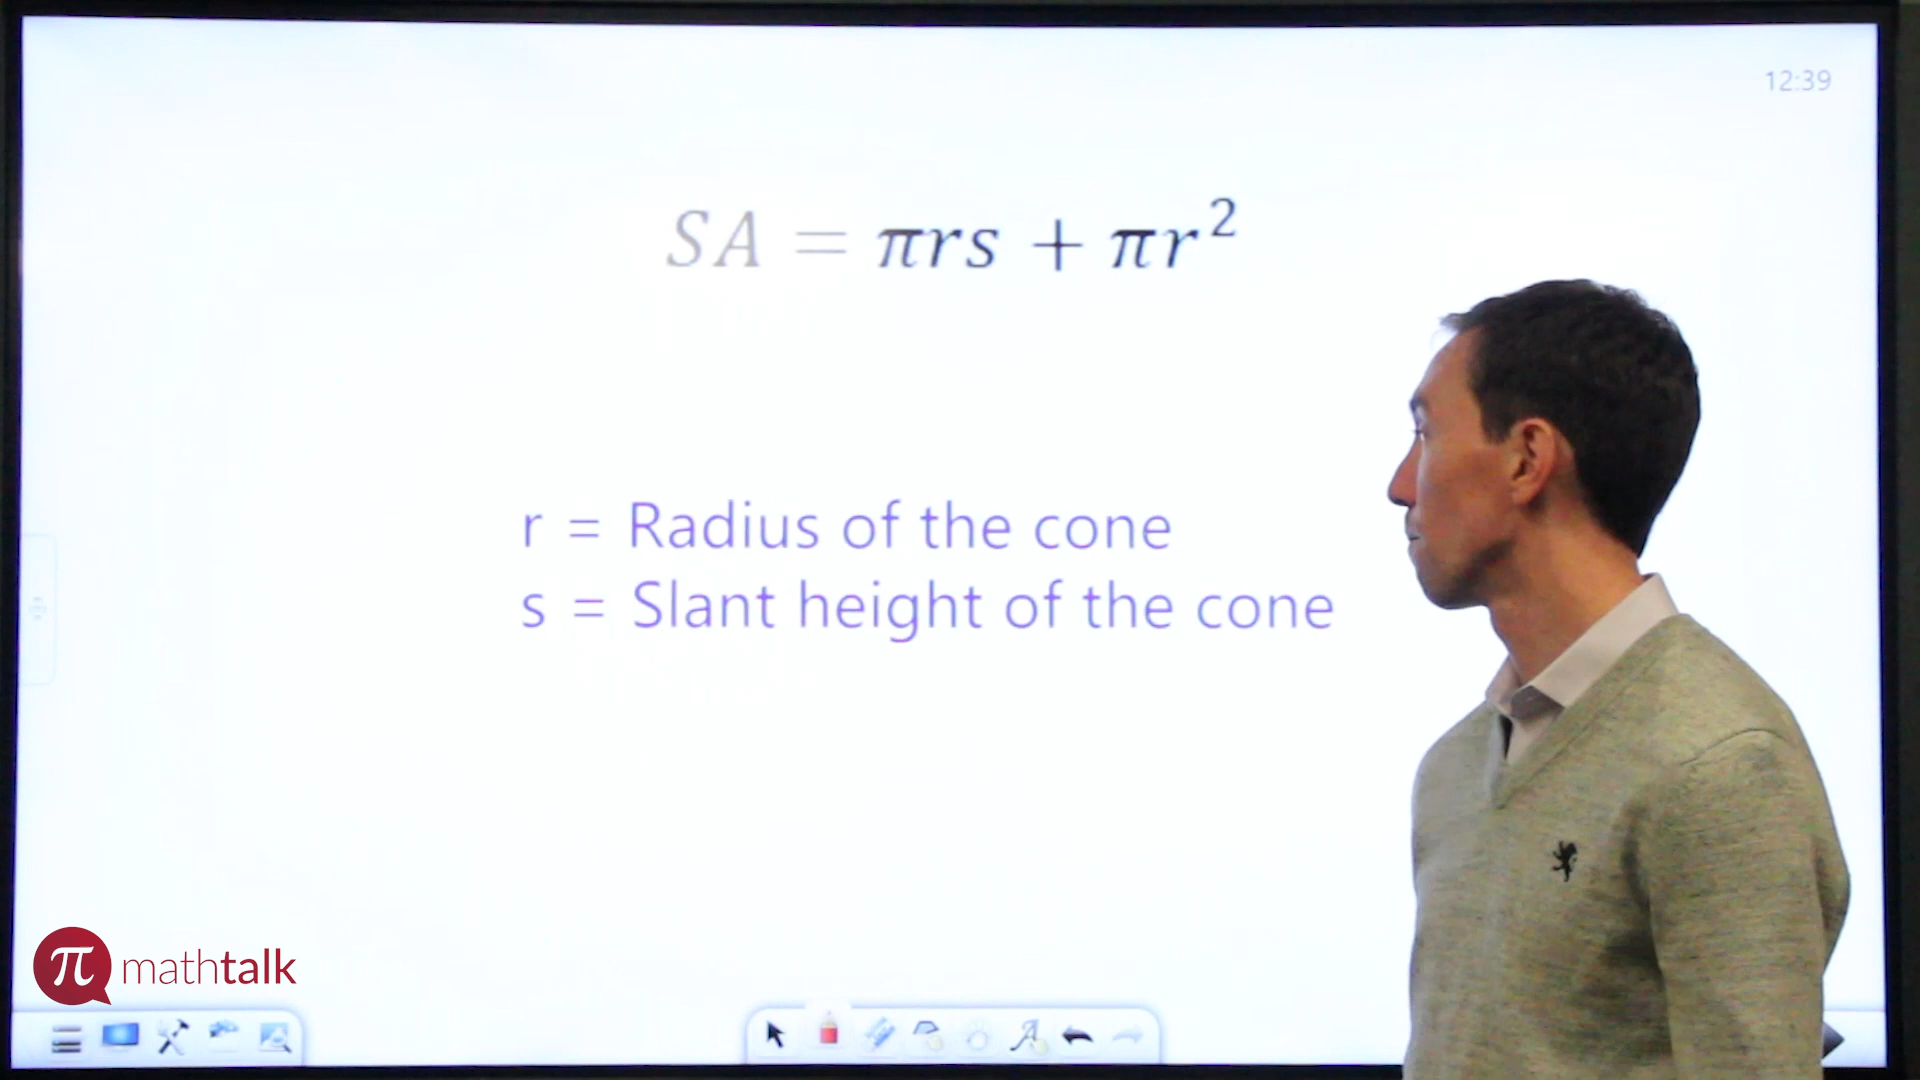 12:39
SA = πrs + πr²
r = Radius of the cone
s = Slant height of the cone
π mathtalk